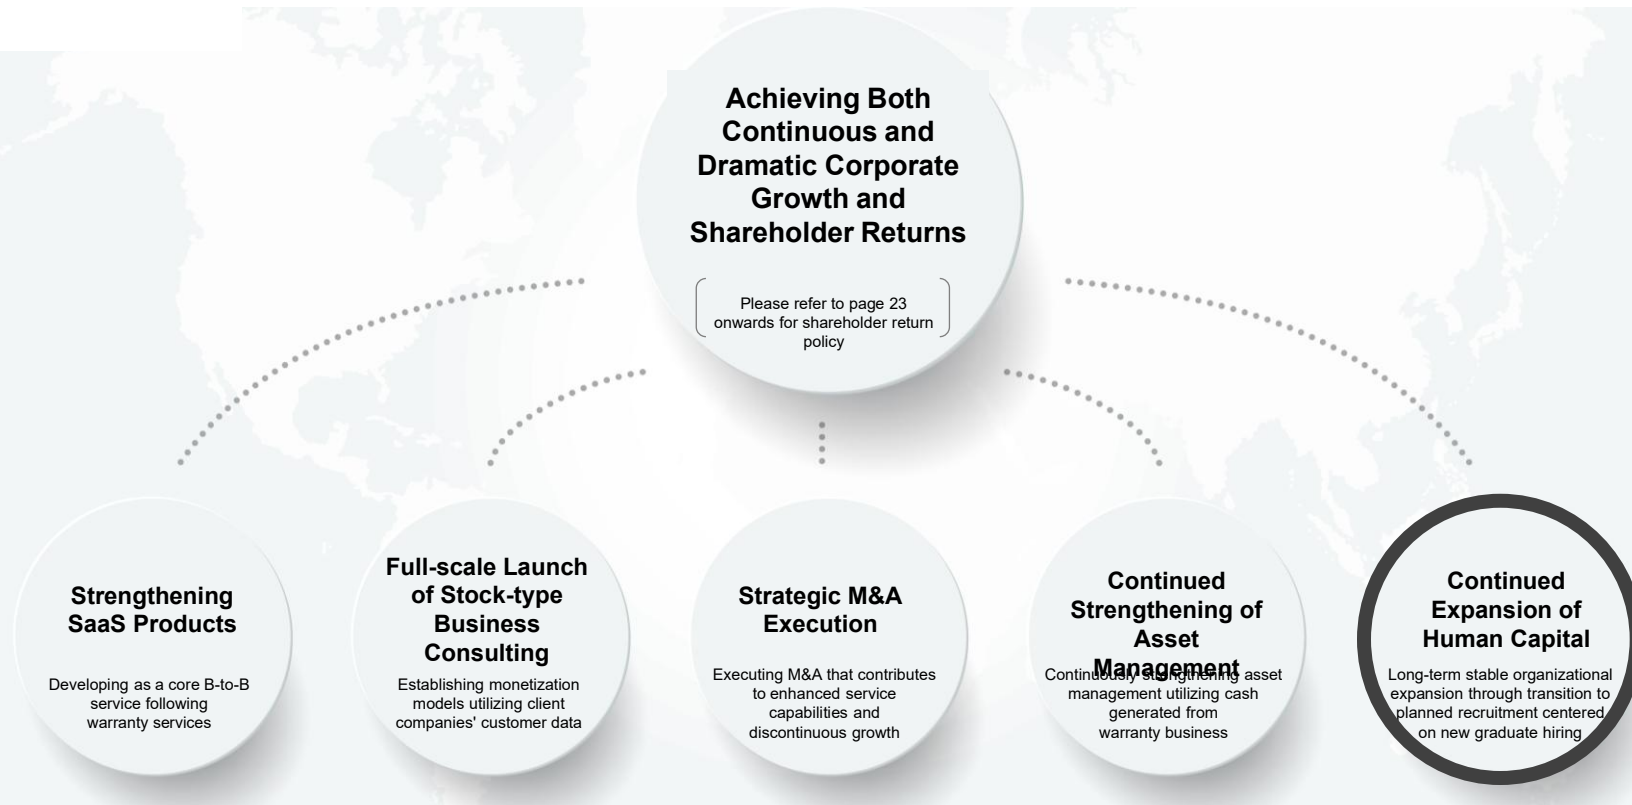 Achieving Both
Continuous and
Dramatic Corporate
Growth and
Shareholder Returns
Please refer to page 23
onwards for shareholder return
policy
Strengthening
SaaS Products
Developing as a core B-to-B
service following
warranty services
Full-scale Launch
of Stock-type
Business
Consulting
Establishing monetization
models utilizing client
companies' customer data
Strategic M&A
Execution
Executing M&A that contributes
to enhanced service
capabilities and
discontinuous growth
Continued
Strengthening of
Asset
Management
Continuously strengthening asset
management utilizing cash
generated from
warranty business
Continued
Expansion of
Human Capital
Long-term stable organizational
expansion through transition to
planned recruitment centered
on new graduate hiring